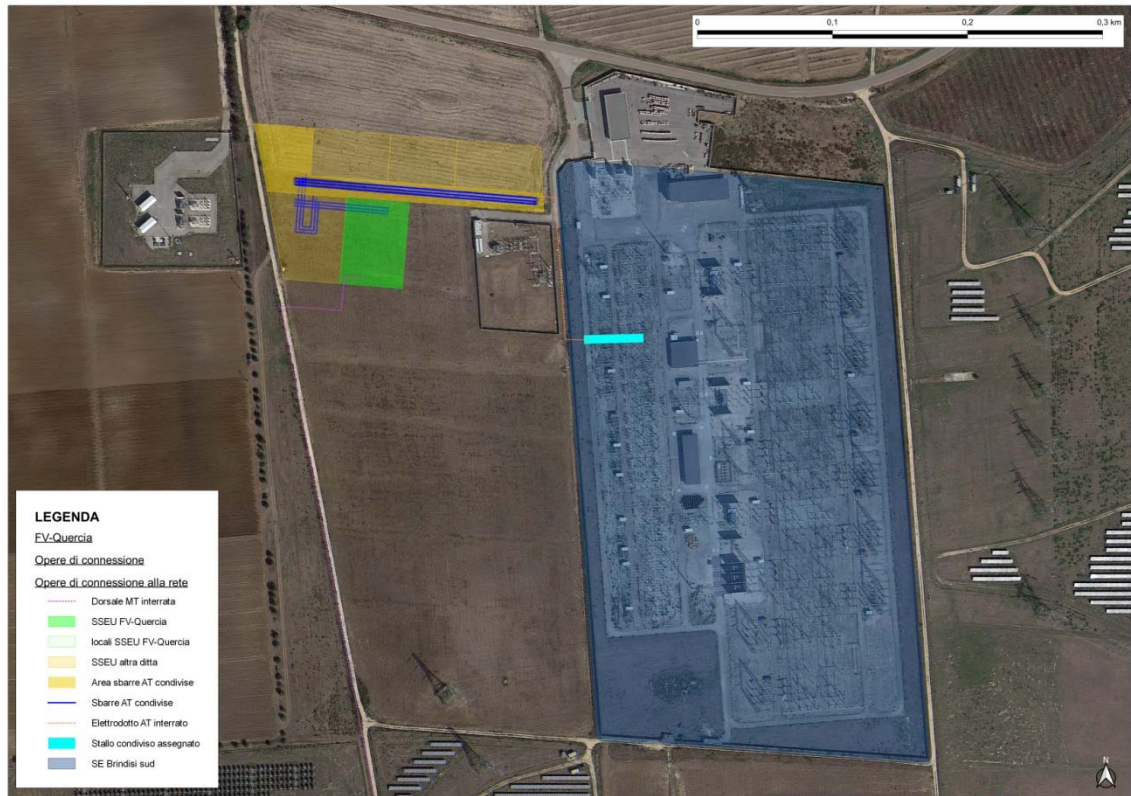 0 0,1 0,2 0,3 km
LEGENDA
FV-Quercia
Opere di connessione
Opere di connessione alla rete
Dorsale MT interrata
SSEU FV-Quercia
locali SSEU FV-Quercia
SSEU altra ditta
Area sbarre AT condivise
Sbarre AT condivise
Elettrodotto AT interrato
Stallo condiviso assegnato
SE Brindisi sud
N